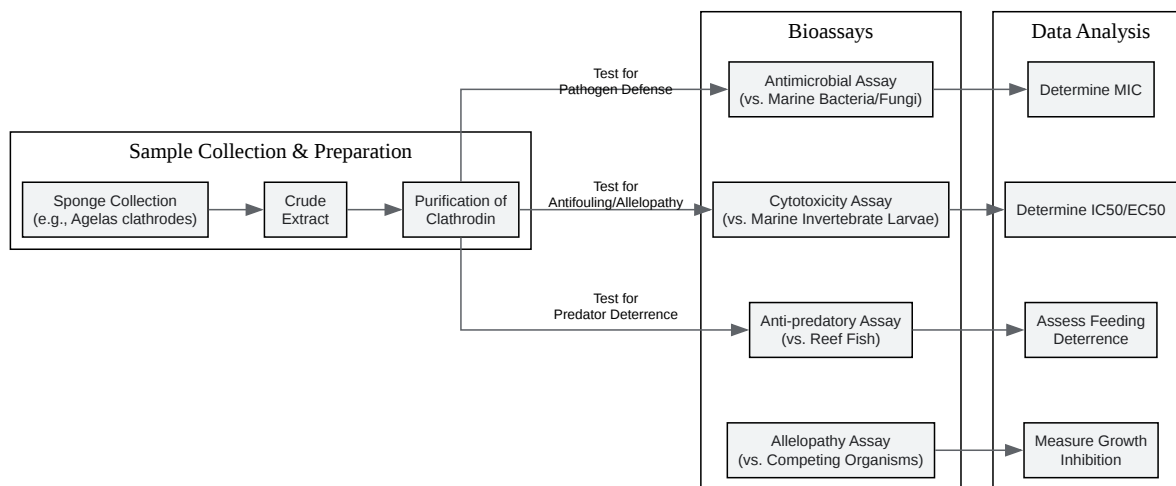 Bioassays
Data Analysis
Test for
Pathogen Defense
Antimicrobial Assay
(vs. Marine Bacteria/Fungi)
Determine MIC
Sample Collection & Preparation
Sponge Collection
(e.g., Agelas clathrodes)
Crude
Extract
Purification of
Clathrodin
Test for
Antifouling/Allelopathy
Cytotoxicity Assay
(vs. Marine Invertebrate Larvae)
Determine IC50/EC50
Test for
Predator Deterrence
Anti-predatory Assay
(vs. Reef Fish)
Assess Feeding
Deterrence
Allelopathy Assay
(vs. Competing Organisms)
Measure Growth
Inhibition